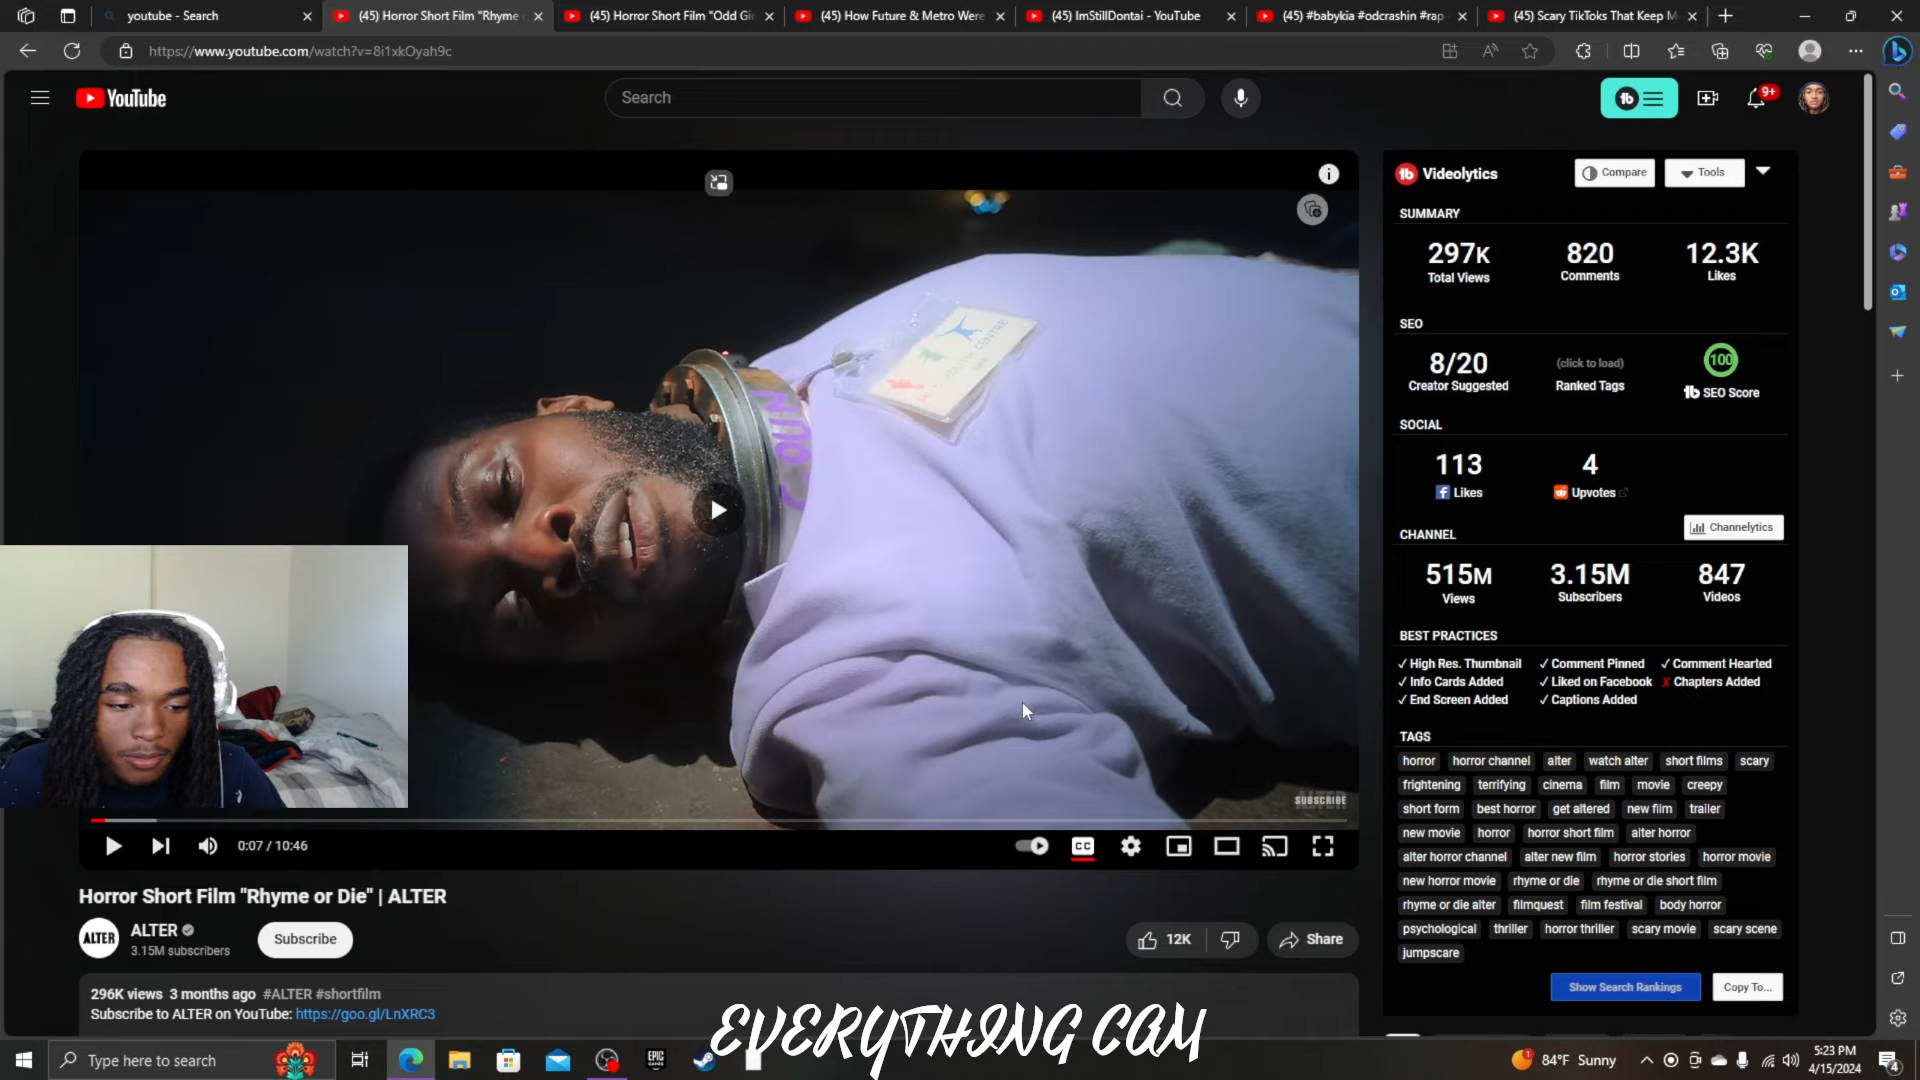 youtube - Search
(45) Horror Short Film "Rhyme o
(45) Horror Short Film "Odd Gir
(45) How Future & Metro Were
(45) ImStillDontai - YouTube
(45) #babykia #odcrashin #rap
(45) Scary TikToks That Keep M
https://www.youtube.com/watch?v=8i1xkOyah9c
YouTube
Search
9+
Videolytics
Compare
Tools
SUMMARY
297K
820
12.3K
Total Views
Comments
Likes
SEO
8/20
(click to load)
100
Creator Suggested
Ranked Tags
SEO Score
SOCIAL
113
4
Likes
Upvotes
CHANNEL
Channelytics
515M
3.15M
847
Views
Subscribers
Videos
BEST PRACTICES
✓ High Res. Thumbnail ✓ Comment Pinned ✓ Comment Hearted
✓ Info Cards Added ✓ Liked on Facebook ✗ Chapters Added
✓ End Screen Added ✓ Captions Added
TAGS
horror horror channel alter watch alter short films scary
frightening terrifying cinema film movie creepy
short form best horror get altered new film trailer
new movie horror horror short film alter horror
alter horror channel alter new film horror stories horror movie
new horror movie rhyme or die rhyme or die short film
rhyme or die alter filmquest film festival body horror
psychological thriller horror thriller scary movie scary scene
jumpscare
Show Search Rankings
Copy To...
ALTER
SUBSCRIBE
0:07 / 10:46
CC
Horror Short Film "Rhyme or Die" | ALTER
ALTER
ALTER
3.15M subscribers
Subscribe
12K
Share
296K views 3 months ago #ALTER #shortfilm
Subscribe to ALTER on YouTube: https://goo.gl/LnXRC3
EVERYTHING COM
Type here to search
EPIC GAMES
84°F Sunny
5:23 PM
4/15/2024
4